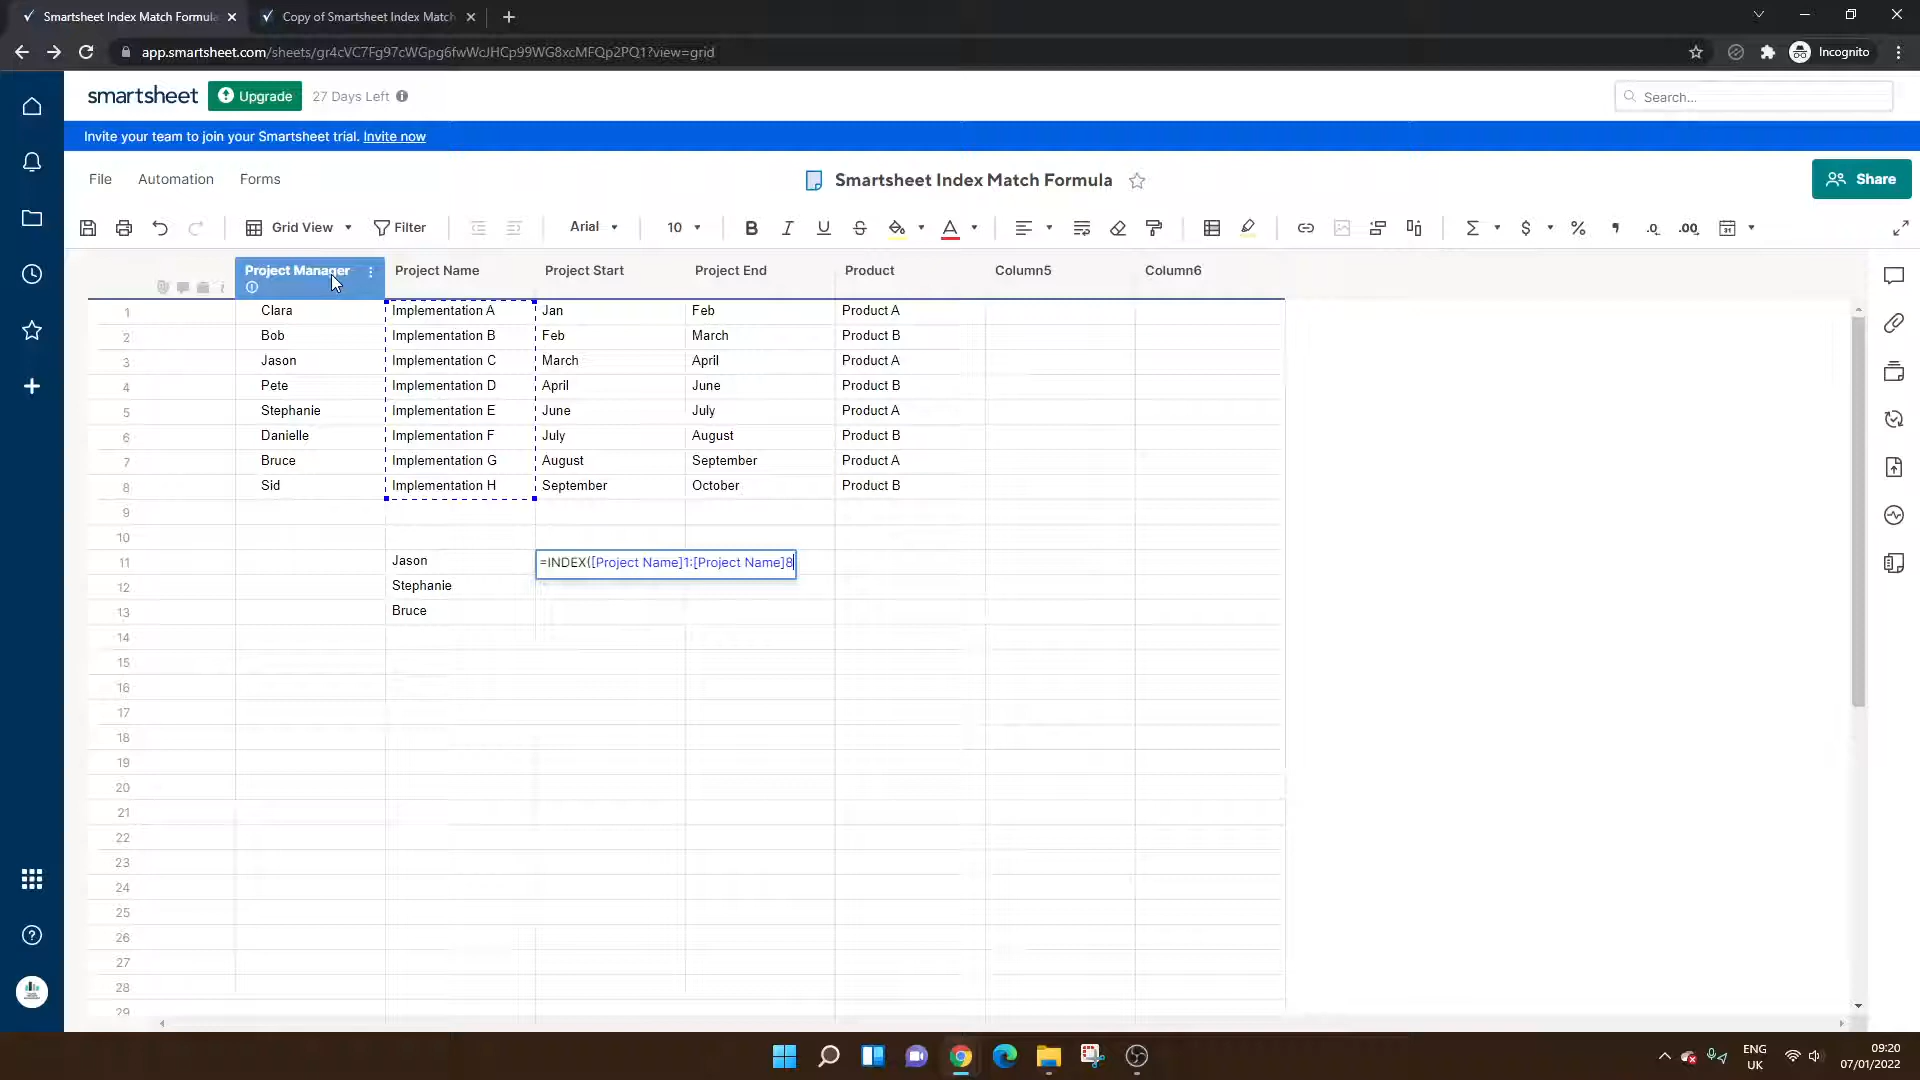 Smartsheet Index Match Formula
Copy of Smartsheet Index Match
app.smartsheet.com/sheets/gr4cVC7Fg97cWGpg6fwWcJHCp99WG8xcMFQp2PQ1?view=grid
Incognito
smartsheet
Upgrade
27 Days Left
Search...
Invite your team to join your Smartsheet trial. Invite now
File Automation Forms
Smartsheet Index Match Formula
Share
Grid View Filter Arial 10 B I U S A Σ $ % .0 .00 31
Project Manager Project Name Project Start Project End Product Column5 Column6
1 Clara Implementation A Jan Feb Product A
2 Bob Implementation B Feb March Product B
3 Jason Implementation C March April Product A
4 Pete Implementation D April June Product B
5 Stephanie Implementation E June July Product A
6 Danielle Implementation F July August Product B
7 Bruce Implementation G August September Product A
8 Sid Implementation H September October Product B
9
10
11 Jason =INDEX([Project Name]1:[Project Name]8
12 Stephanie
13 Bruce
14
15
16
17
18
19
20
21
22
23
24
25
26
27
28
29
ENG
UK
09:20
07/01/2022